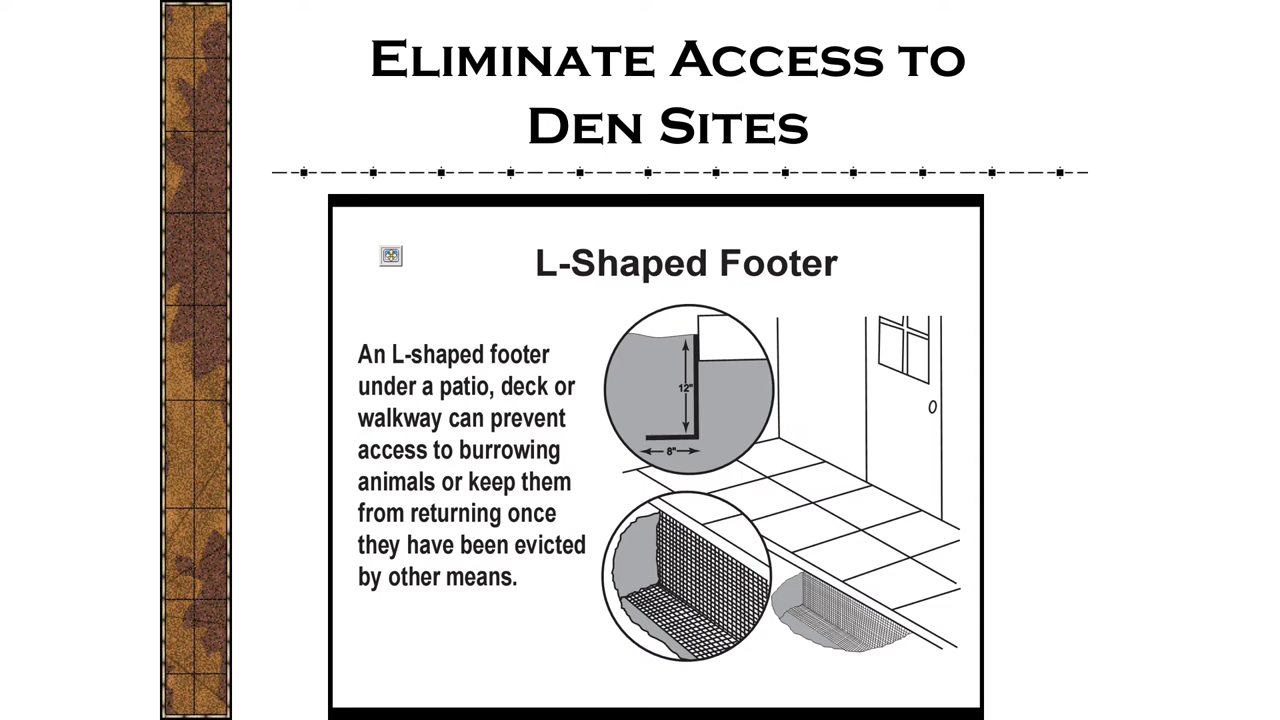 Eliminate Access to
Den Sites
L-Shaped Footer
An L-shaped footer
under a patio, deck or
walkway can prevent
access to burrowing
animals or keep them
from returning once
they have been evicted
by other means.
12"
8"